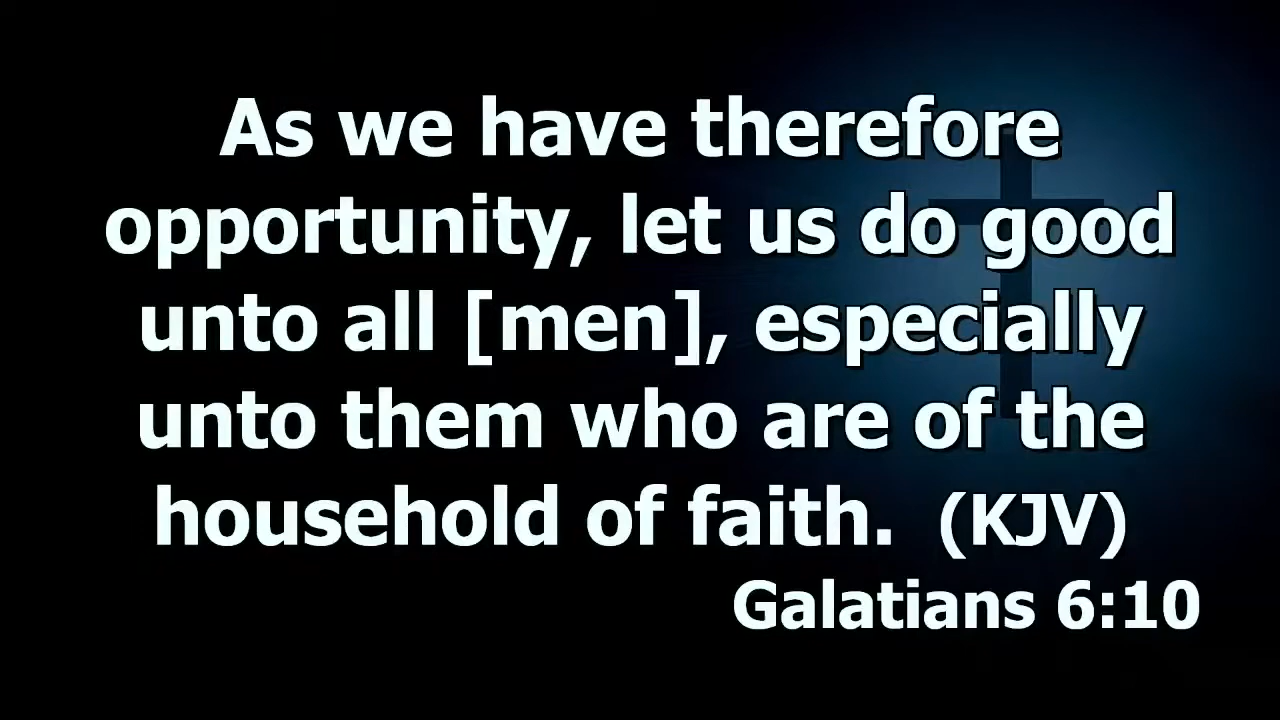 As we have therefore
opportunity, let us do good
unto all [men], especially
unto them who are of the
household of faith.  (KJV)
Galatians 6:10